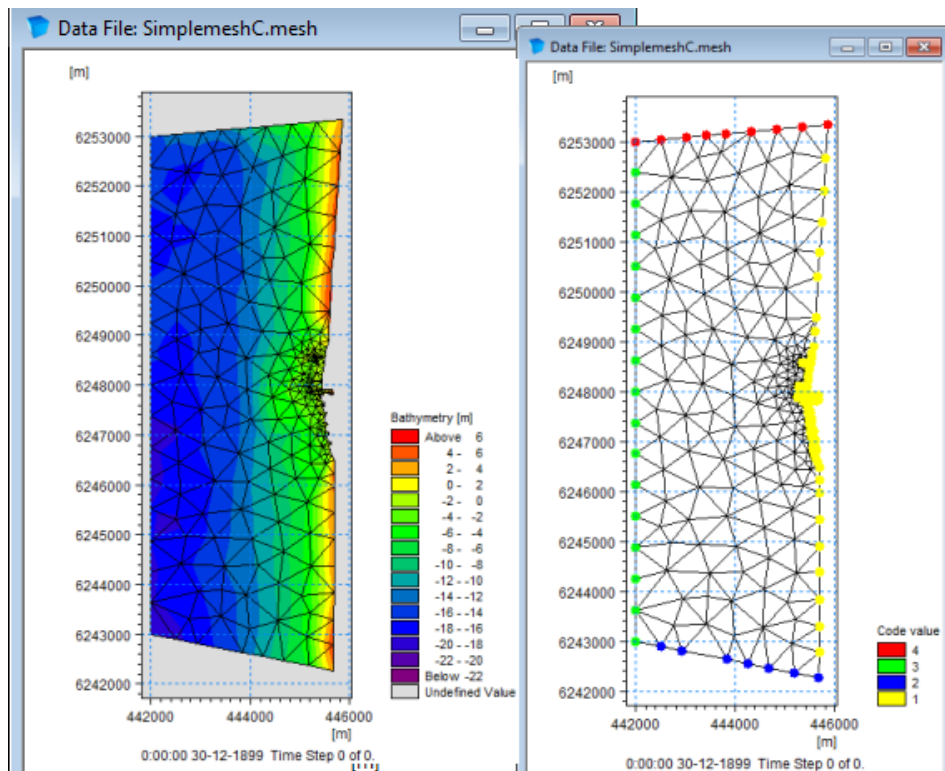 Data File: SimplemeshC.mesh
[m]
6253000
6252000
6251000
6250000
6249000
6248000
6247000
6246000
6245000
6244000
6243000
6242000
442000 444000 446000
[m]
0:00:00 30-12-1899 Time Step 0 of 0.
Bathymetry [m]
Above 6
4 - 6
2 - 4
0 - 2
-2 - 0
-4 - -2
-6 - -4
-8 - -6
-10 - -8
-12 - -10
-14 - -12
-16 - -14
-18 - -16
-20 - -18
-22 - -20
Below -22
Undefined Value
Data File: SimplemeshC.mesh
[m]
6253000
6252000
6251000
6250000
6249000
6248000
6247000
6246000
6245000
6244000
6243000
6242000
442000 444000 446000
[m]
0:00:00 30-12-1899 Time Step 0 of 0.
Code value
4
3
2
1